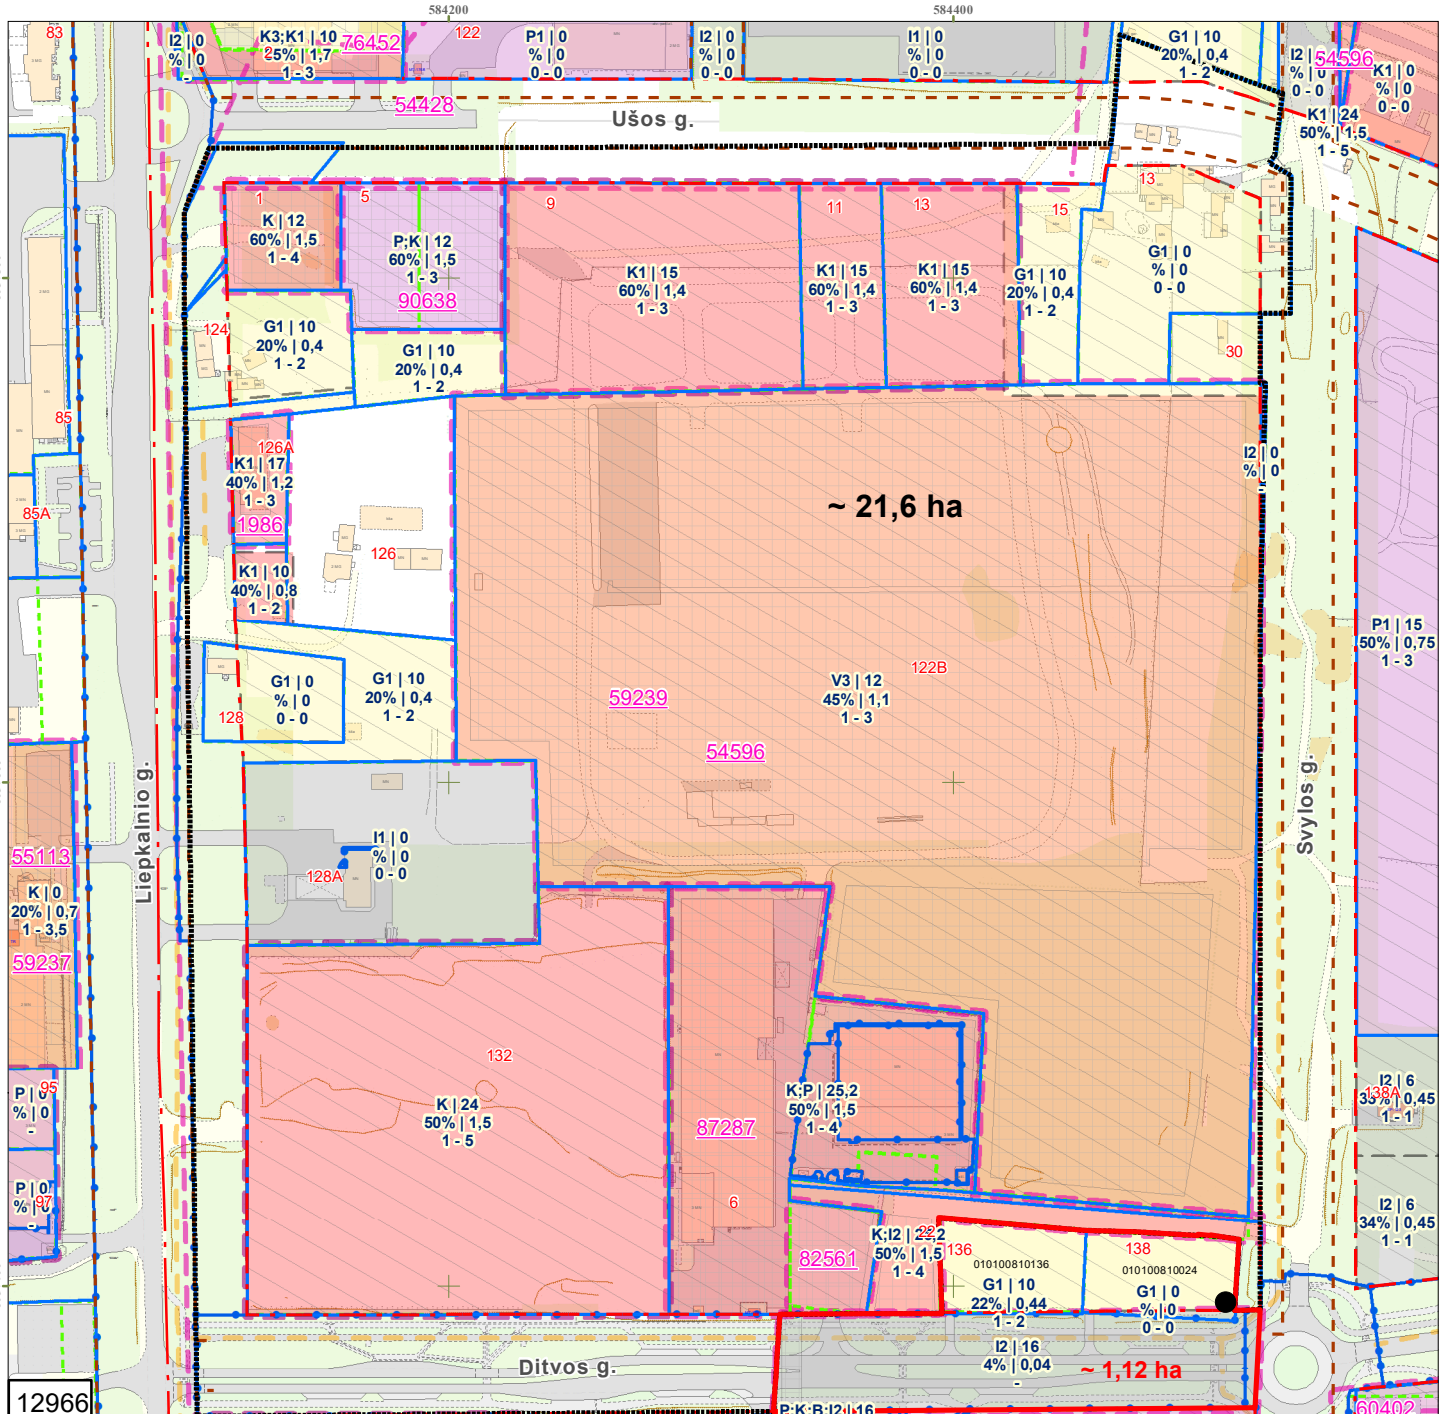 584200
584400
83
I2 | 0
% | 0
-
K3;K1 | 10
25% | 1,7
1 - 3
76452
122
P1 | 0
% | 0
0 - 0
I2 | 0
% | 0
0 - 0
I1 | 0
% | 0
0 - 0
G1 | 10
20% | 0,4
1 - 2
I2 | 0
% | 0
0 - 0
54596
K1 | 0
% | 0
0 - 0
K1 | 24
50% | 1,5
1 - 5
54428
Ušos g.
1
K | 12
60% | 1,5
1 - 4
5
P;K | 12
60% | 1,5
1 - 3
90638
9
K1 | 15
60% | 1,4
1 - 3
11
K1 | 15
60% | 1,4
1 - 3
13
K1 | 15
60% | 1,4
1 - 3
15
G1 | 10
20% | 0,4
1 - 2
13
G1 | 0
% | 0
0 - 0
30
124
G1 | 10
20% | 0,4
1 - 2
G1 | 10
20% | 0,4
1 - 2
85
85A
126A
K1 | 17
40% | 1,2
1 - 3
1986
126
K1 | 10
40% | 0,8
1 - 2
I2 | 0
% | 0
-
~ 21,6 ha
122B
V3 | 12
45% | 1,1
1 - 3
59239
54596
G1 | 0
% | 0
0 - 0
128
G1 | 10
20% | 0,4
1 - 2
P1 | 15
50% | 0,75
1 - 3
Liepkalnio g.
Svylos g.
I1 | 0
% | 0
0 - 0
128A
55113
K | 0
20% | 0,7
1 - 3,5
59237
132
K | 24
50% | 1,5
1 - 5
87287
6
K;P | 25,2
50% | 1,5
1 - 4
95
P | 0
% | 0
-
97
P | 0
% | 0
-
138A
I2 | 6
33% | 0,45
1 - 1
I2 | 6
34% | 0,45
1 - 1
82561
22
K;I2 | 25,2
50% | 1,5
1 - 4
136
010100810136
G1 | 10
22% | 0,44
1 - 2
138
010100810024
G1 | 0
% | 0
0 - 0
I2 | 16
4% | 0,04
-
~ 1,12 ha
Ditvos g.
12966
P;K;B;I2 | 16
60402